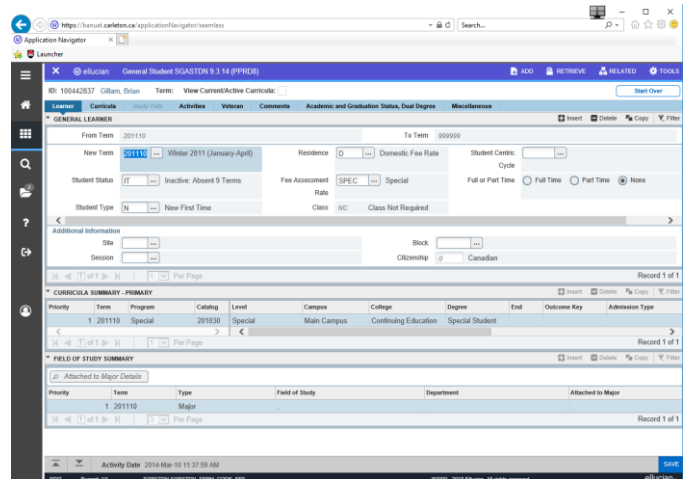 https://banuat.carleton.ca/applicationNavigator/seamless
Search...
Application Navigator
Launcher
ellucian General Student SGASTDN 9.3.14 (PPRD8)
ADD RETRIEVE RELATED TOOLS
ID: 100442837 Gillam, Brian Term: View Current/Active Curricula:
Start Over
Learner Curricula Study Path Activities Veteran Comments Academic and Graduation Status, Dual Degree Miscellaneous
GENERAL LEARNER Insert Delete Copy Filter
From Term 201110 To Term 999999
New Term 201110 ... Winter 2011 (January-April) Residence D ... Domestic Fee Rate Student Centric Cycle ...
Student Status IT ... Inactive: Absent 9 Terms Fee Assessment Rate SPEC ... Special Full or Part Time Full Time Part Time None
Student Type N ... New First Time Class NC Class Not Required
Additional Information
Site ... Block ...
Session ... Citizenship 0 Canadian
1 of 1 1 Per Page Record 1 of 1
CURRICULA SUMMARY - PRIMARY Insert Delete Copy Filter
Priority Term Program Catalog Level Campus College Degree End Outcome Key Admission Type
1 201110 Special 201030 Special Main Campus Continuing Education Special Student
1 of 1 1 Per Page Record 1 of 1
FIELD OF STUDY SUMMARY Insert Delete Copy Filter
Attached to Major Details
Priority Term Type Field of Study Department Attached to Major
1 201110 Major
1 of 1 3 Per Page Record 1 of 1
Activity Date 2014-Mar-10 11:37:59 AM SAVE
ellucian